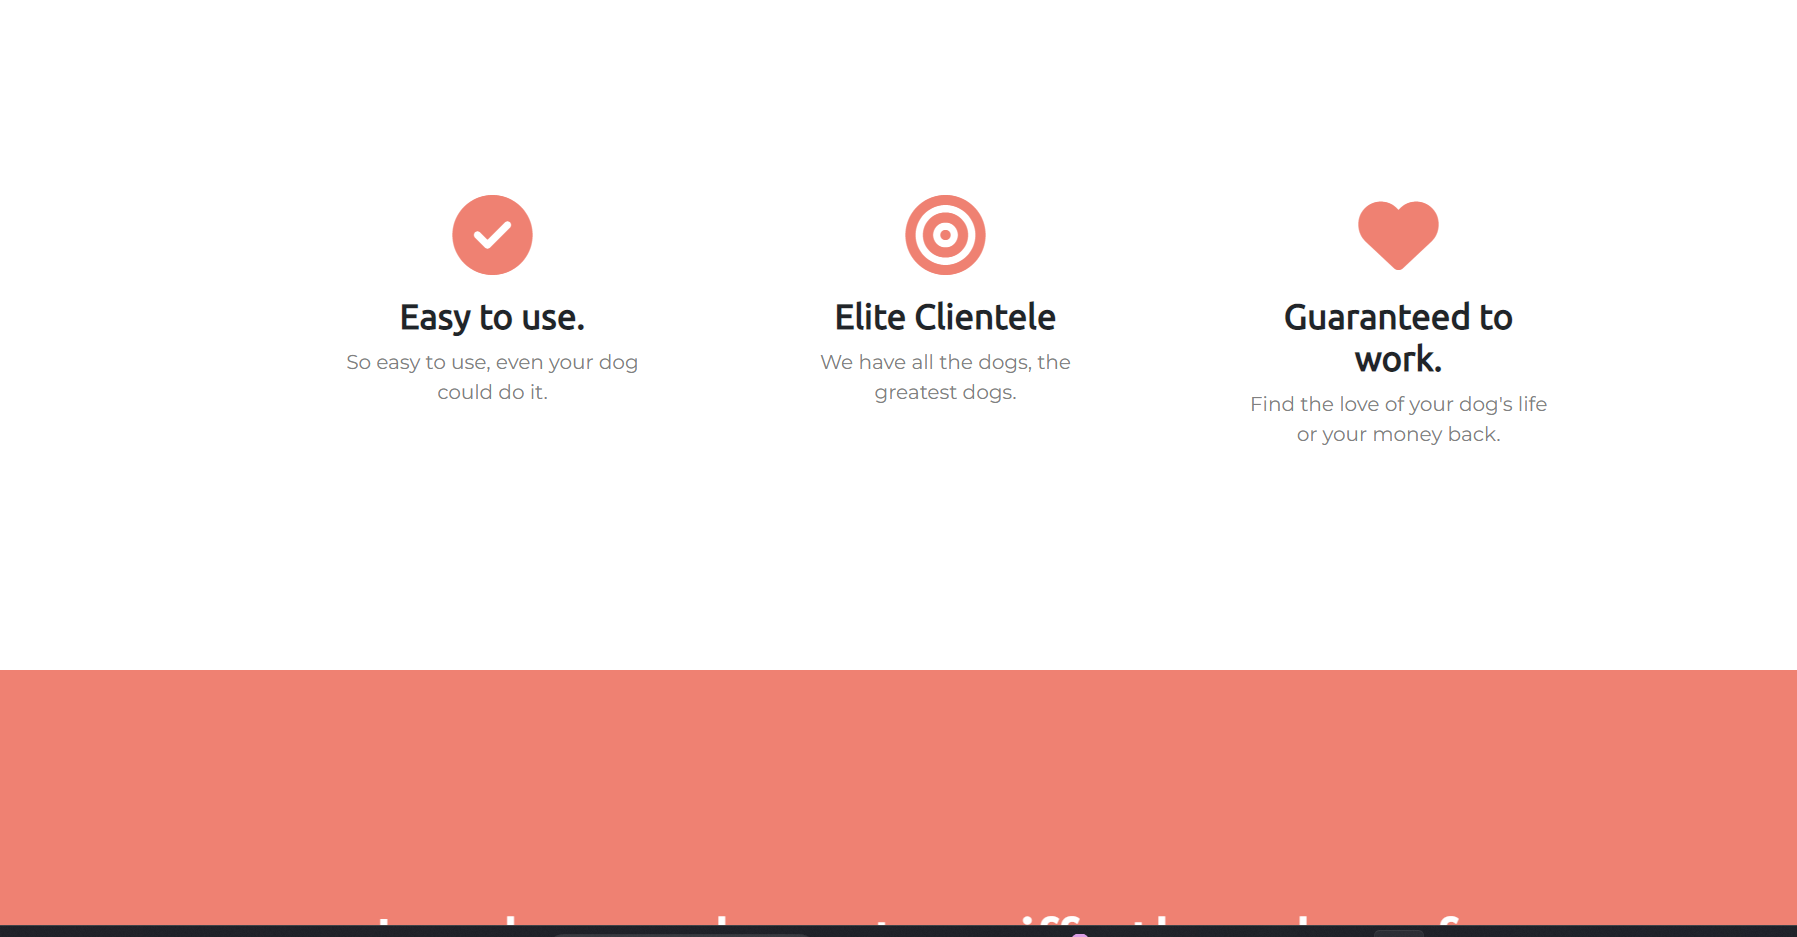 Easy to use.
So easy to use, even your dog
could do it.
Elite Clientele
We have all the dogs, the
greatest dogs.
Guaranteed to
work.
Find the love of your dog's life
or your money back.